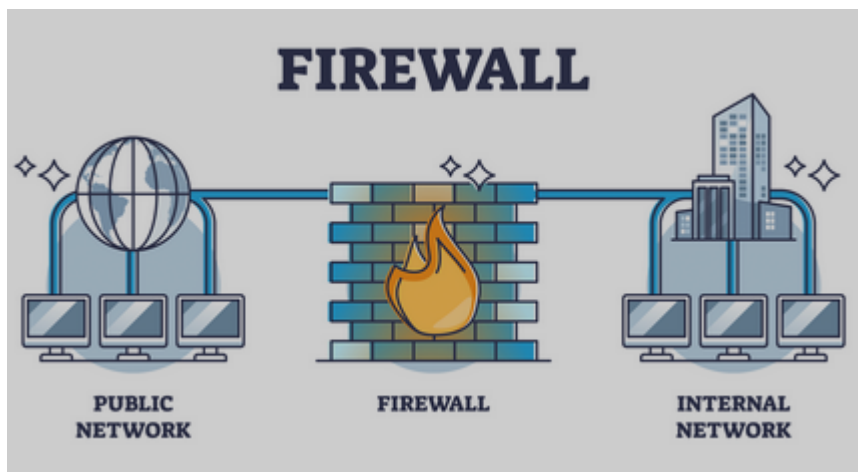 FIREWALL
PUBLIC
NETWORK
FIREWALL
INTERNAL
NETWORK